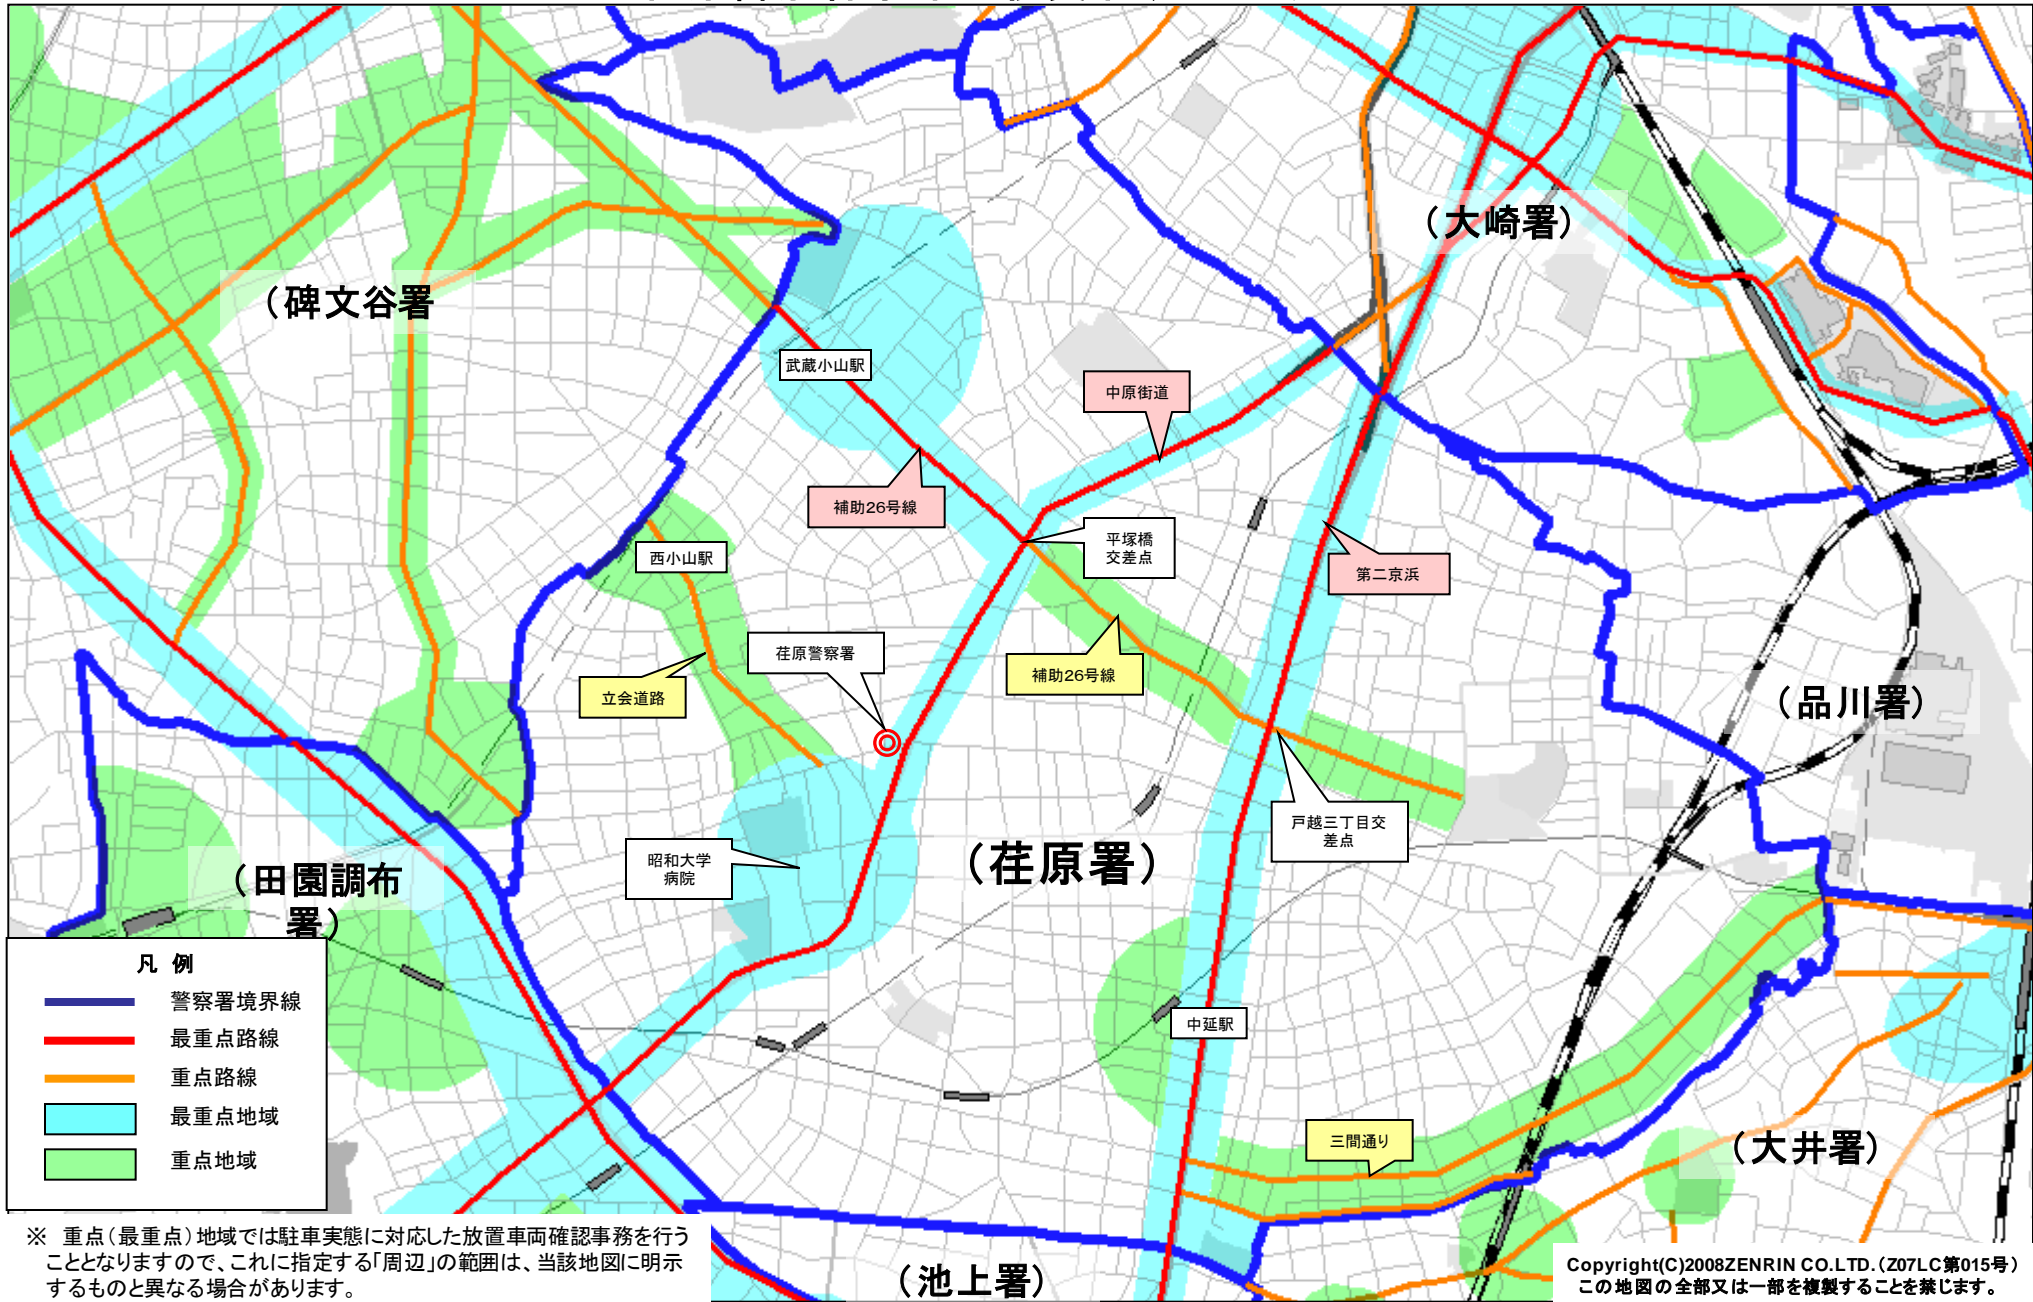 （大崎署）
（碑文谷署
武蔵小山駅
中原街道
補助26号線
平塚橋
交差点
西小山駅
第二京浜
荏原警察署
補助26号線
立会道路
（品川署）
戸越三丁目交
差点
昭和大学
病院
（荏原署）
（田園調布
署）
凡 例
警察署境界線
最重点路線
重点路線
最重点地域
重点地域
中延駅
三間通り
（大井署）
（池上署）
※ 重点（最重点）地域では駐車実態に対応した放置車両確認事務を行う
こととなりますので、これに指定する「周辺」の範囲は、当該地図に明示
するものと異なる場合があります。
Copyright(C)2008ZENRIN CO.LTD.（Z07LC第015号）
この地図の全部又は一部を複製することを禁じます。